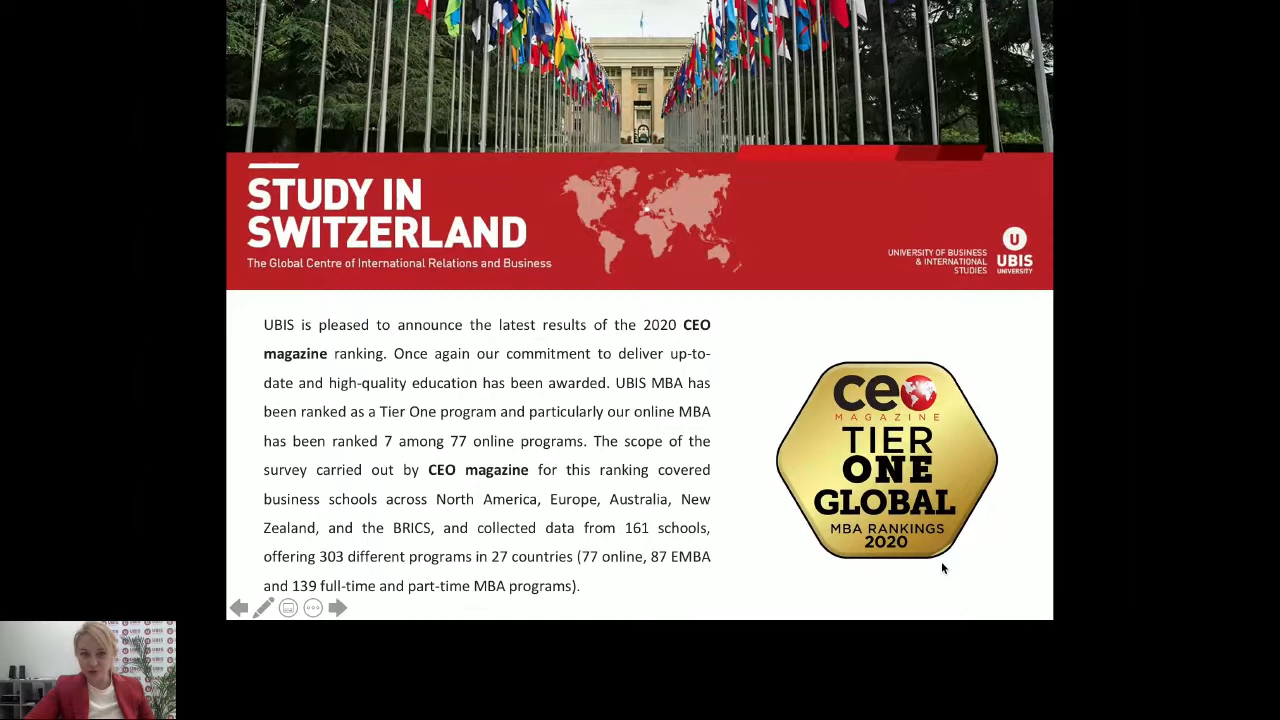 STUDY IN
SWITZERLAND
The Global Centre of International Relations and Business
UNIVERSITY OF BUSINESS
& INTERNATIONAL
STUDIES
U
UBIS
UNIVERSITY
UBIS is pleased to announce the latest results of the 2020 CEO
magazine ranking. Once again our commitment to deliver up-to-
date and high-quality education has been awarded. UBIS MBA has
been ranked as a Tier One program and particularly our online MBA
has been ranked 7 among 77 online programs. The scope of the
survey carried out by CEO magazine for this ranking covered
business schools across North America, Europe, Australia, New
Zealand, and the BRICS, and collected data from 161 schools,
offering 303 different programs in 27 countries (77 online, 87 EMBA
and 139 full-time and part-time MBA programs).
ceo
MAGAZINE
TIER
ONE
GLOBAL
MBA RANKINGS
2020